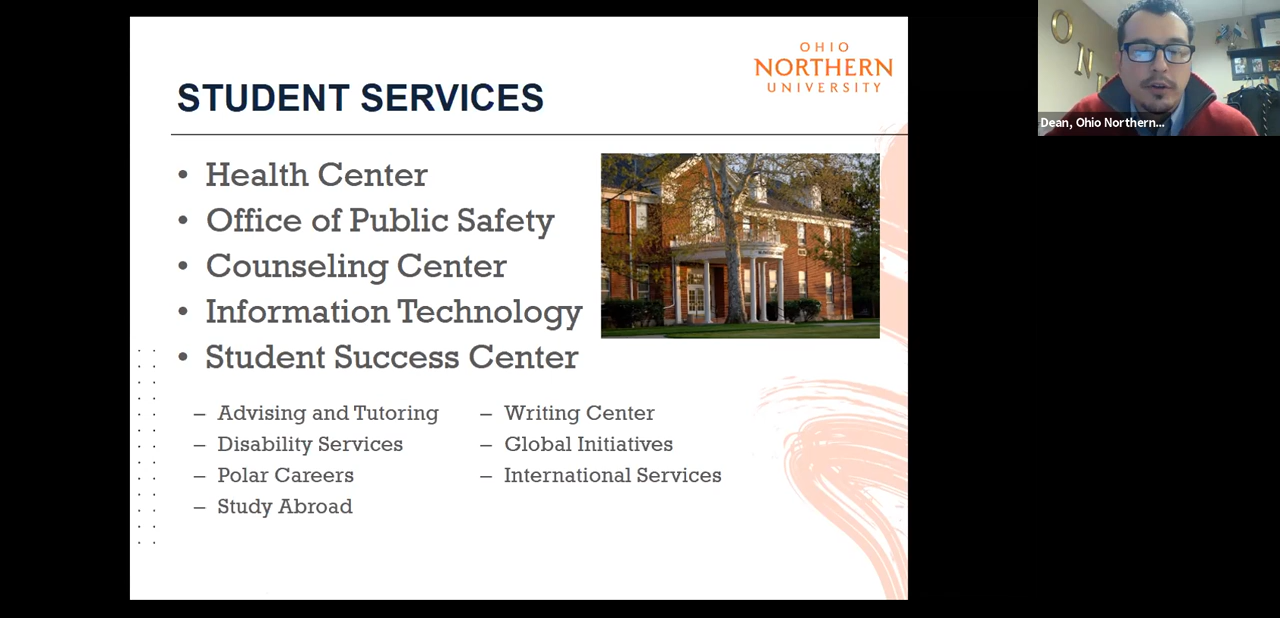 OHIO
NORTHERN
UNIVERSITY
STUDENT SERVICES
• Health Center
• Office of Public Safety
• Counseling Center
• Information Technology
• Student Success Center
– Advising and Tutoring
– Disability Services
– Polar Careers
– Study Abroad
– Writing Center
– Global Initiatives
– International Services
O
N
Dean, Ohio Northern...